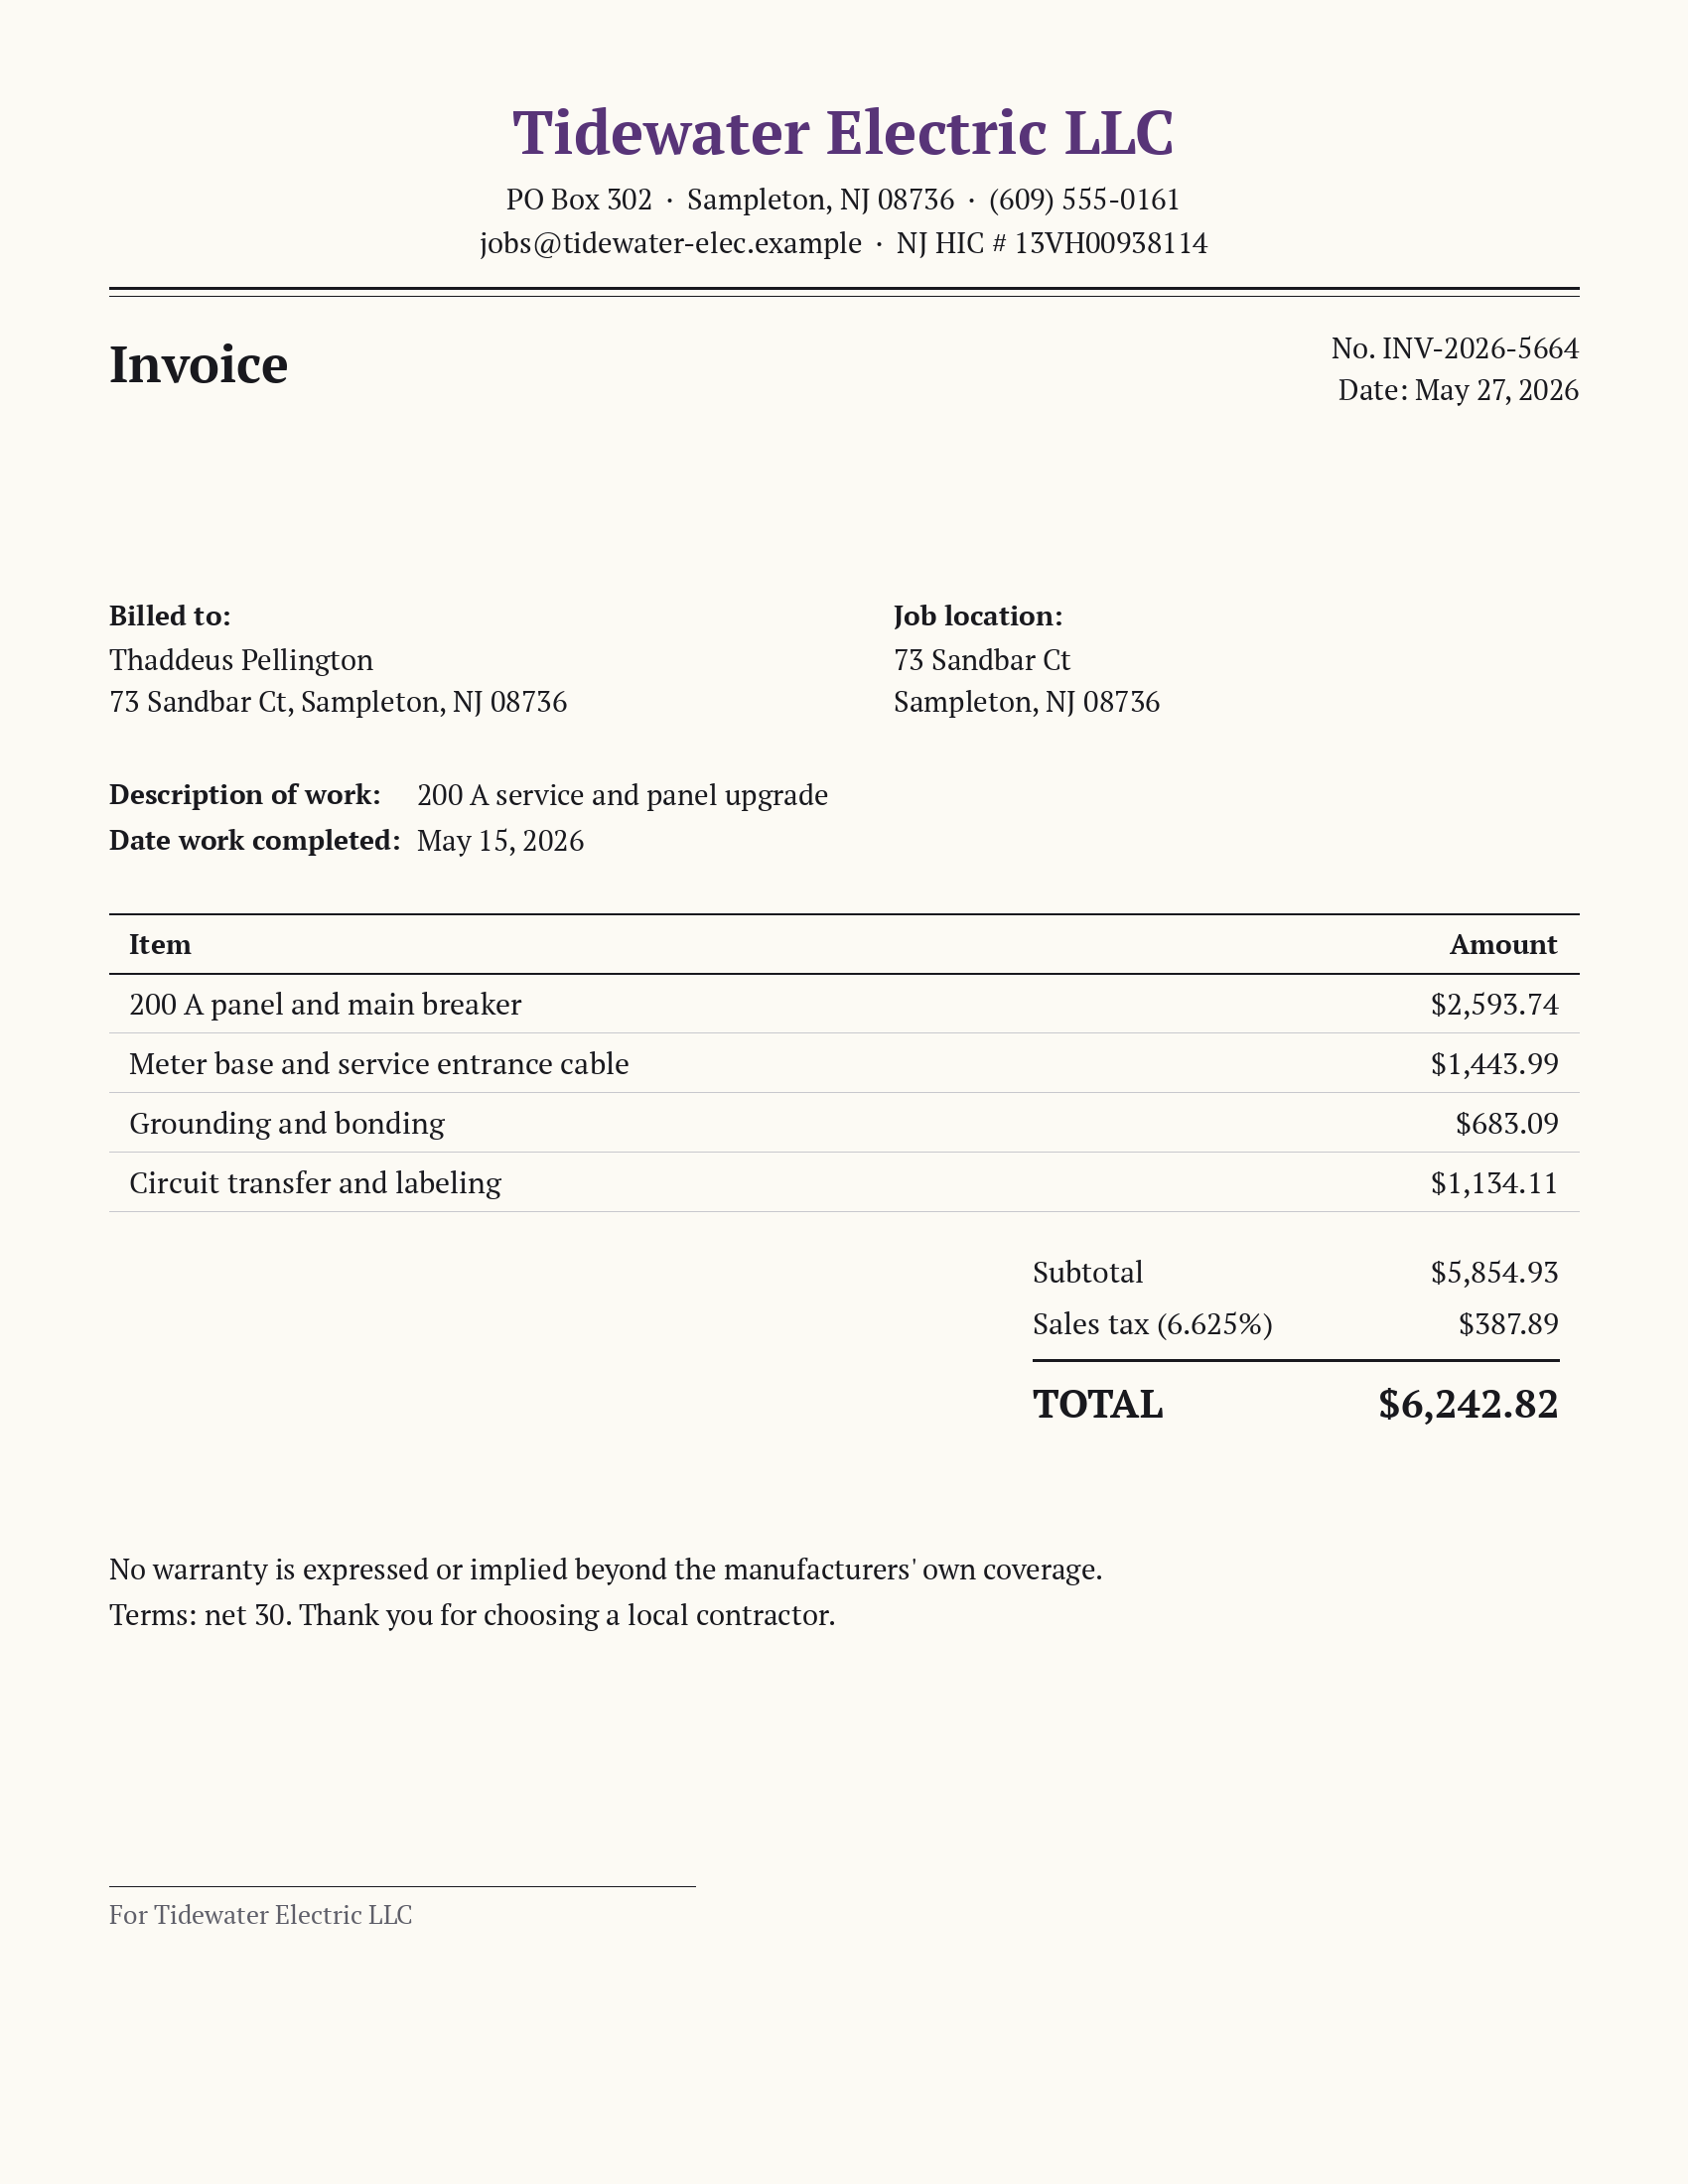 Tidewater Electric LLC
PO Box 302 · Sampleton, NJ 08736 · (609) 555-0161
jobs@tidewater-elec.example · NJ HIC # 13VH00938114
Invoice
No. INV-2026-5664
Date: May 27, 2026
Billed to:
Thaddeus Pellington
73 Sandbar Ct, Sampleton, NJ 08736
Job location:
73 Sandbar Ct
Sampleton, NJ 08736
Description of work: 200 A service and panel upgrade
Date work completed: May 15, 2026
Item Amount
200 A panel and main breaker $2,593.74
Meter base and service entrance cable $1,443.99
Grounding and bonding $683.09
Circuit transfer and labeling $1,134.11
Subtotal $5,854.93
Sales tax (6.625%) $387.89
TOTAL $6,242.82
No warranty is expressed or implied beyond the manufacturers' own coverage.
Terms: net 30. Thank you for choosing a local contractor.
For Tidewater Electric LLC